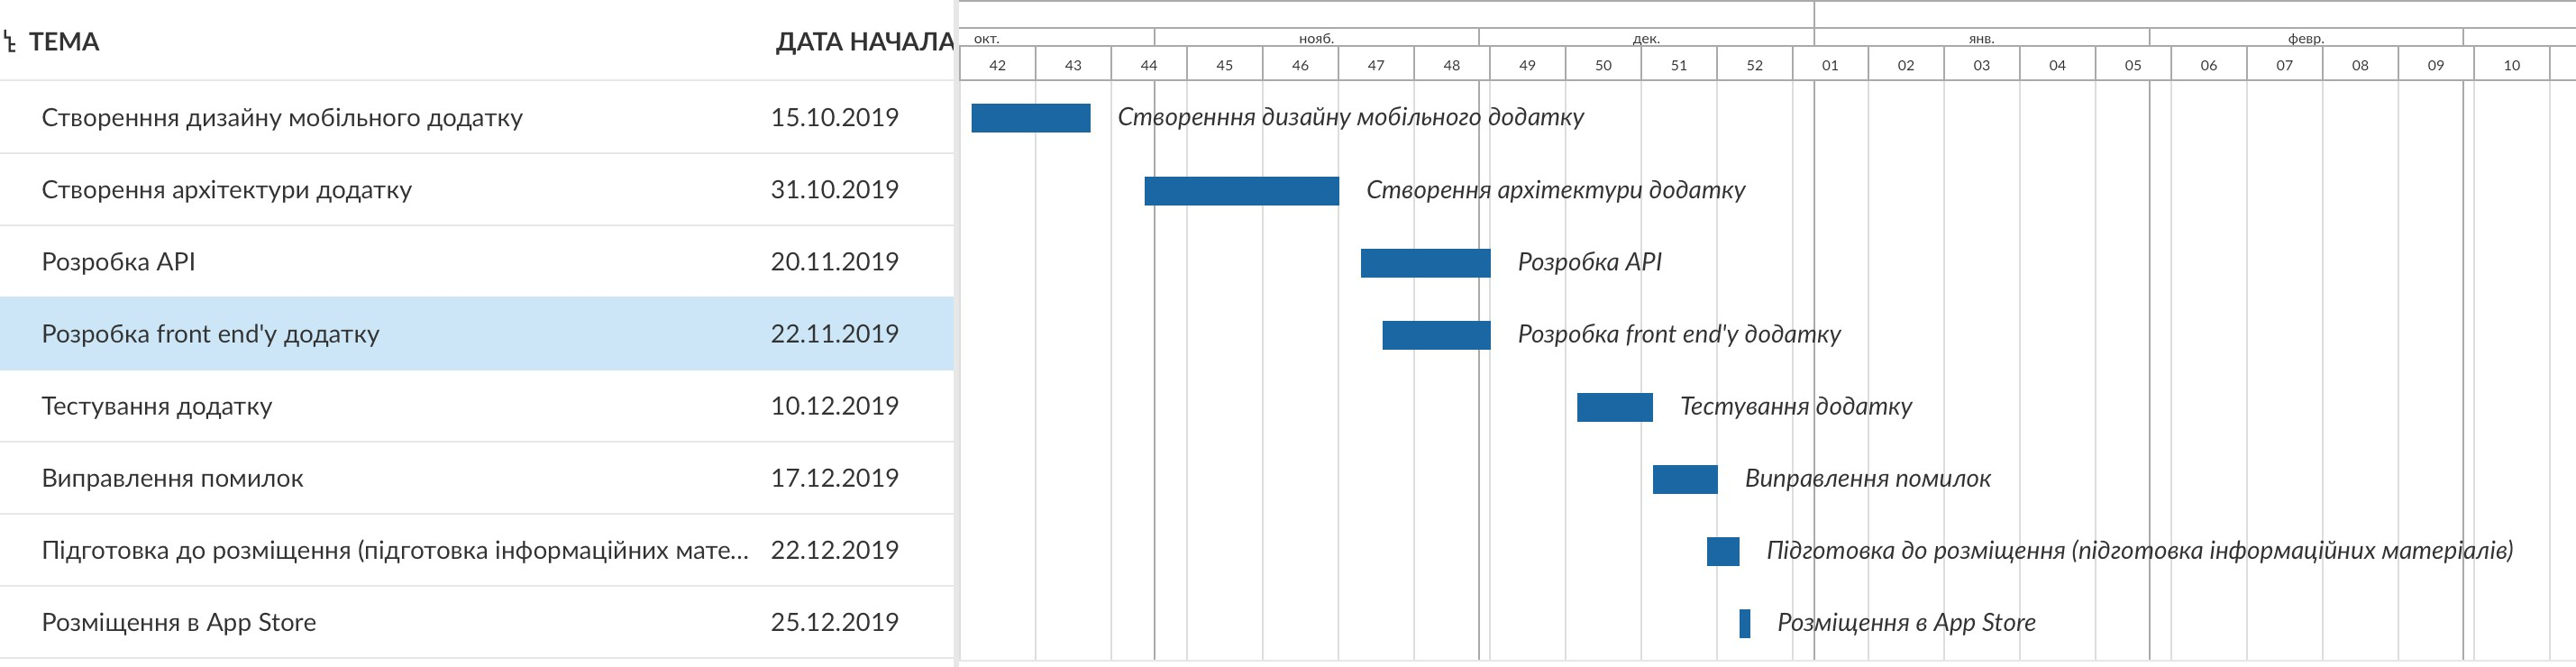 ТЕМА ДАТА НАЧАЛА
окт. нояб. дек. янв. февр.
42 43 44 45 46 47 48 49 50 51 52 01 02 03 04 05 06 07 08 09 10
Створенння дизайну мобільного додатку 15.10.2019 Створенння дизайну мобільного додатку
Створення архітектури додатку 31.10.2019 Створення архітектури додатку
Розробка API 20.11.2019 Розробка API
Розробка front end'у додатку 22.11.2019 Розробка front end'у додатку
Тестування додатку 10.12.2019 Тестування додатку
Виправлення помилок 17.12.2019 Виправлення помилок
Підготовка до розміщення (підготовка інформаційних мате... 22.12.2019 Підготовка до розміщення (підготовка інформаційних матеріалів)
Розміщення в App Store 25.12.2019 Розміщення в App Store